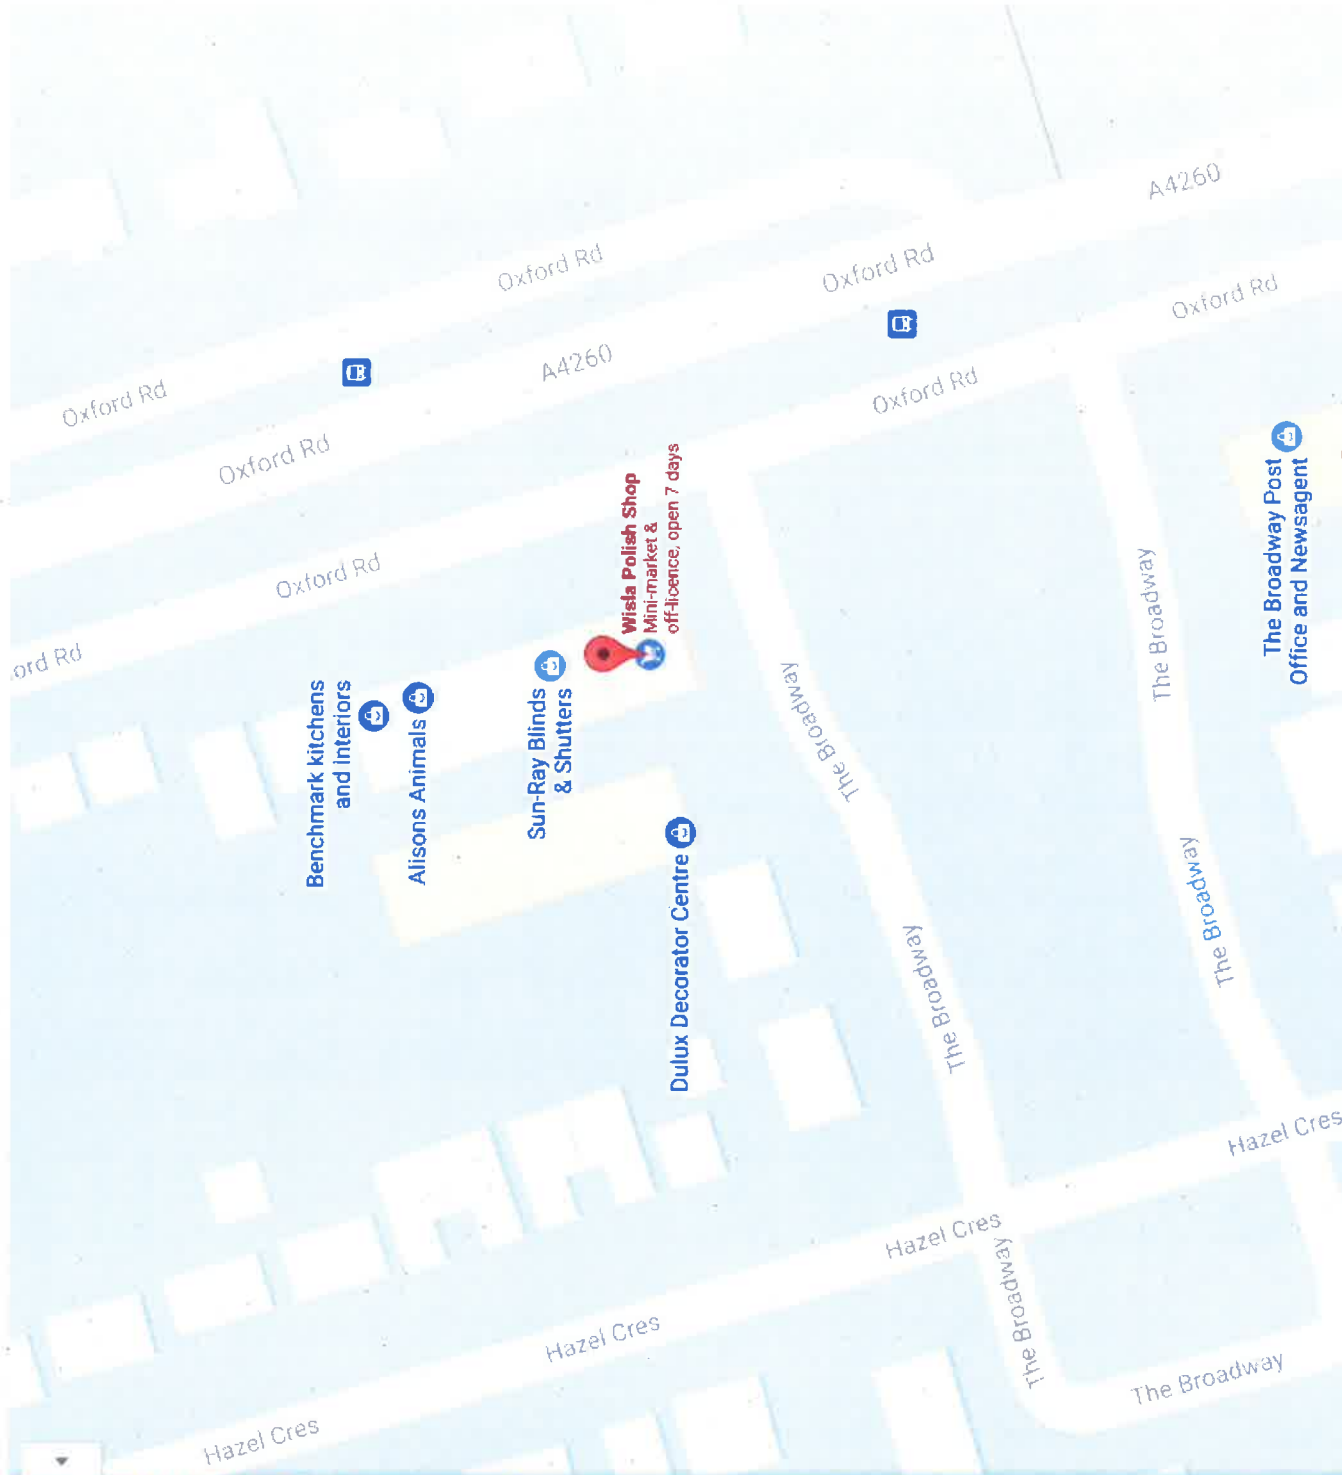 A4260
Oxford Rd
Oxford Rd
Oxford Rd
A4260
Oxford Rd
Oxford Rd
Oxford Rd
Oxford Rd
ord Rd
Wisla Polish Shop
Mini-market &
off-licence, open 7 days
The Broadway Post
Office and Newsagent
Benchmark kitchens
and interiors
Alisons Animals
Sun-Ray Blinds
& Shutters
Dulux Decorator Centre
The Broadway
The Broadway
The Broadway
The Broadway
Hazel Cres
Hazel Cres
The Broadway
Hazel Cres
The Broadway
Hazel Cres